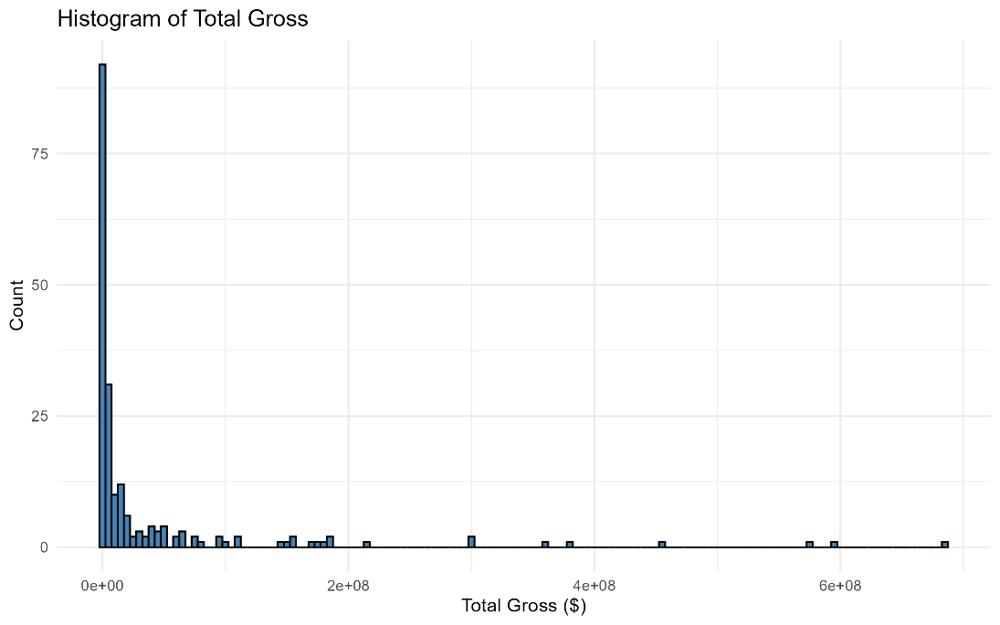 Histogram of Total Gross
75
50
25
0
Count
0e+00
2e+08
4e+08
6e+08
Total Gross ($)